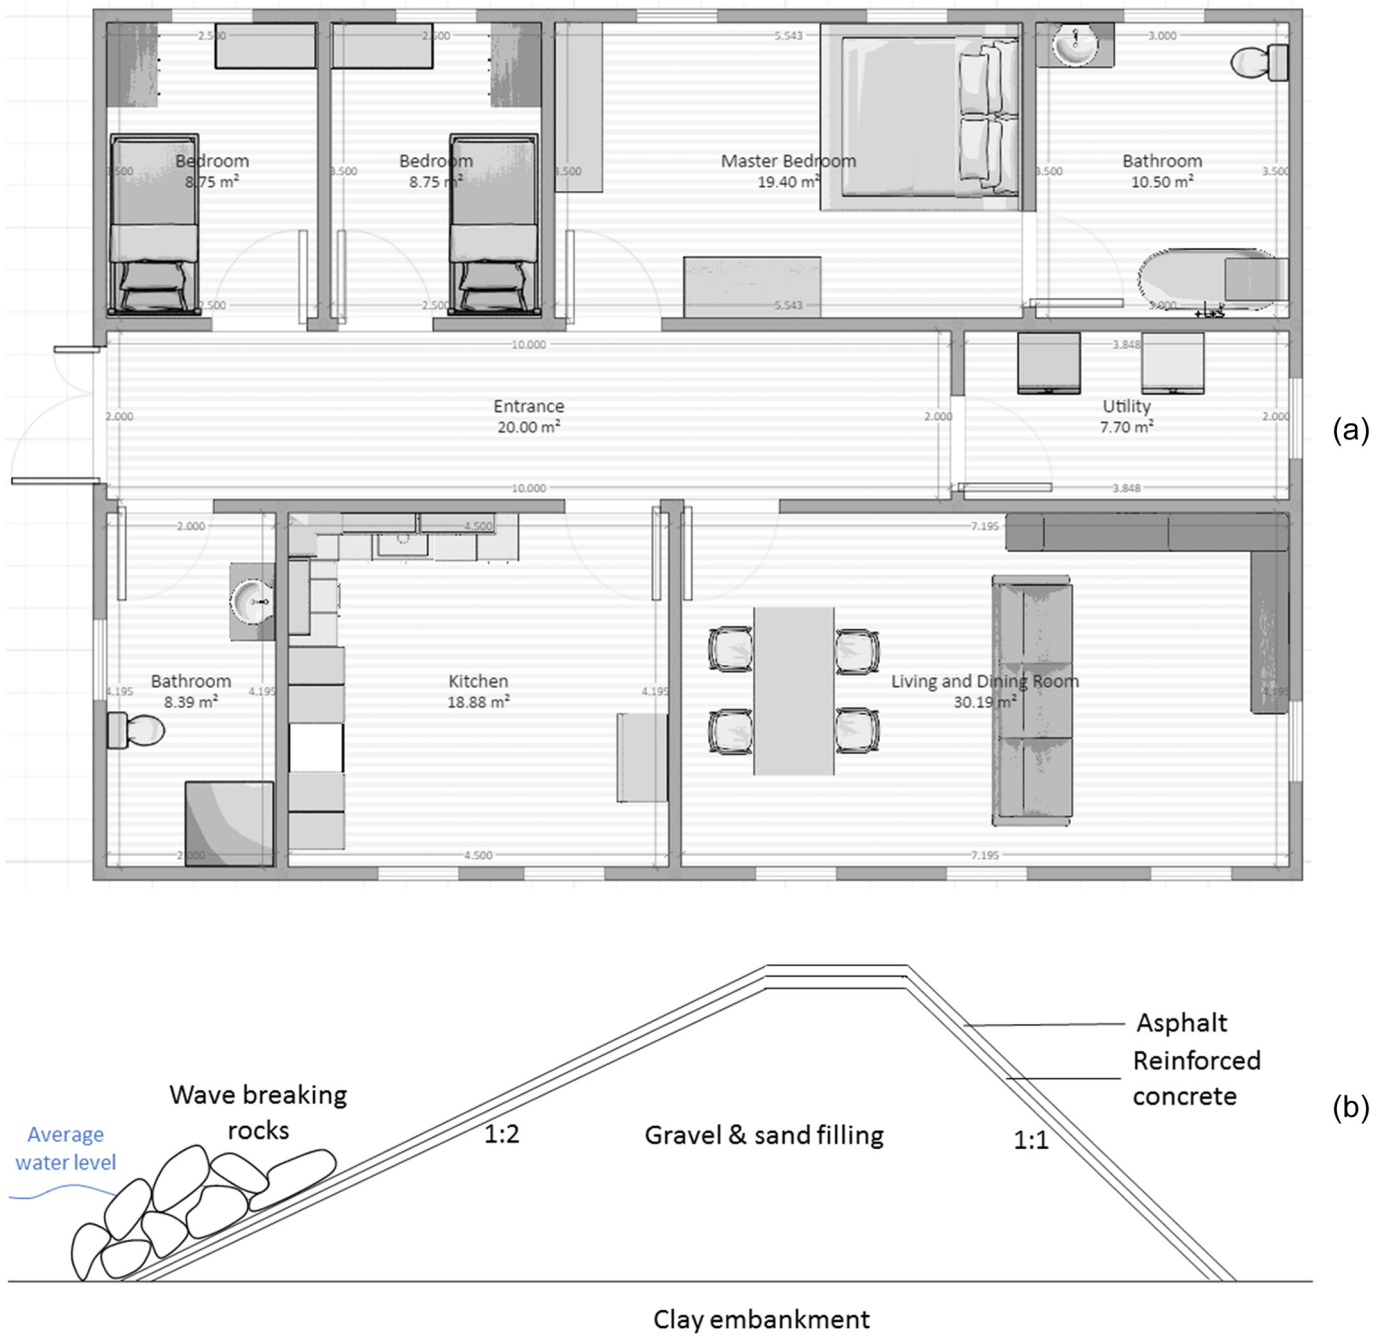 2.500
2.500
5.543
3.000
Bedroom
8.75 m²
3.500
Bedroom
8.75 m²
3.500
Master Bedroom
19.40 m²
3.500
Bathroom
10.50 m²
3.500
3.500
2.500
2.500
5.543
3.000
10.000
3.848
Entrance
20.00 m²
2.000
2.000
Utility
7.70 m²
2.000
(a)
10.000
3.848
2.000
4.500
7.195
Bathroom
8.39 m²
4.195
4.195
Kitchen
18.88 m²
4.195
Living and Dining Room
30.19 m²
4.195
2.000
4.500
7.195
Asphalt
Reinforced
concrete
Wave breaking
rocks
Average
water level
1:2
Gravel & sand filling
1:1
(b)
Clay embankment